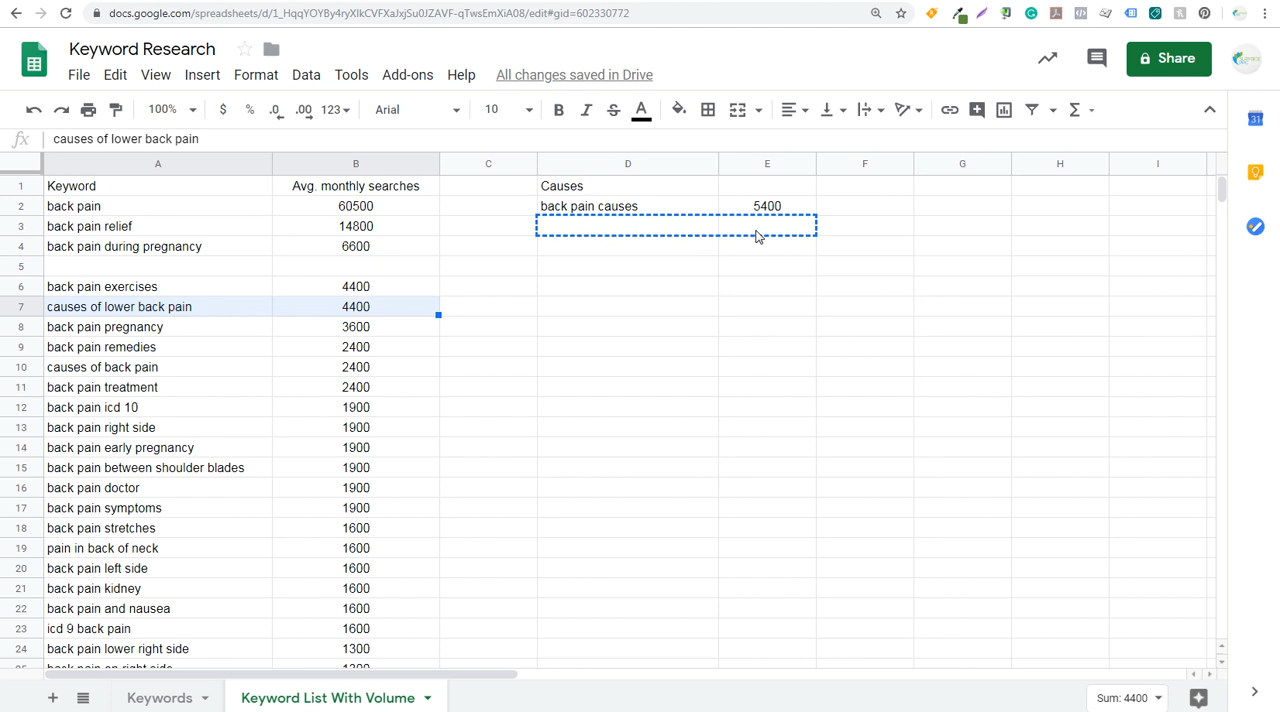 docs.google.com/spreadsheets/d/1_HqqYOYBy4ryXlkCVFXaJxjSu0JZAVF-qTwsEmXiA08/edit#gid=602330772
Keyword Research
File Edit View Insert Format Data Tools Add-ons Help All changes saved in Drive
Share
100% $ % .0 .00 123 Arial 10 B I S A Σ
fx causes of lower back pain
A B C D E F G H I
1 Keyword Avg. monthly searches Causes
2 back pain 60500 back pain causes 5400
3 back pain relief 14800
4 back pain during pregnancy 6600
5
6 back pain exercises 4400
7 causes of lower back pain 4400
8 back pain pregnancy 3600
9 back pain remedies 2400
10 causes of back pain 2400
11 back pain treatment 2400
12 back pain icd 10 1900
13 back pain right side 1900
14 back pain early pregnancy 1900
15 back pain between shoulder blades 1900
16 back pain doctor 1900
17 back pain symptoms 1900
18 back pain stretches 1600
19 pain in back of neck 1600
20 back pain left side 1600
21 back pain kidney 1600
22 back pain and nausea 1600
23 icd 9 back pain 1600
24 back pain lower right side 1300
25 back pain on right side 1300
+ Keywords Keyword List With Volume Sum: 4400